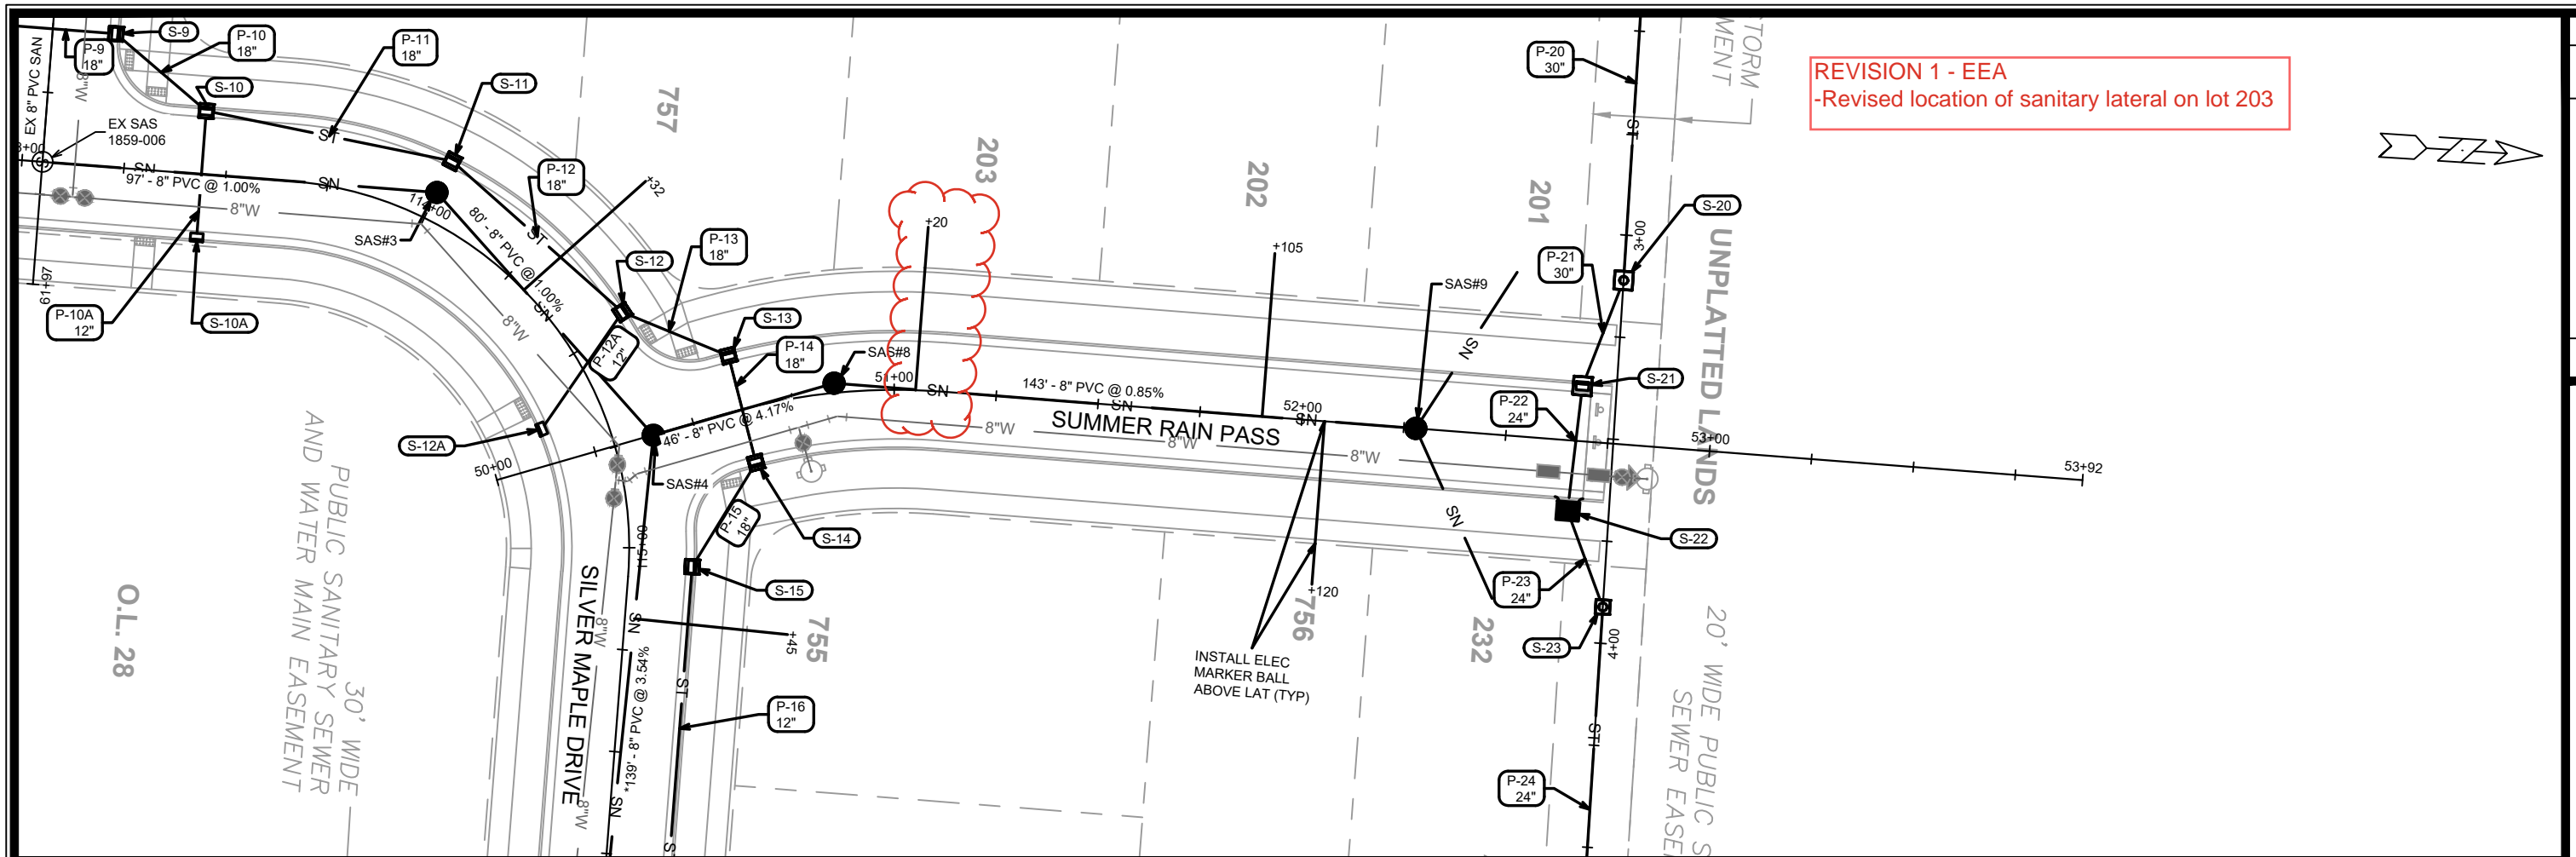 REVISION 1 - EEA
-Revised location of sanitary lateral on lot 203
P-9
18"
8"W
S-9
P-10
18"
S-10
P-11
18"
S-11
EX 8" PVC SAN
EX SAS
1859-006
S
SN
97' - 8" PVC @ 1.00%
SN
8"W
114+00
SAS#3
ST
P-12
18"
+32
80' - 8" PVC @ 1.00%
ST
SN
8"W
S-12
P-13
18"
S-13
P-14
18"
SAS#8
61+97
P-10A
12"
S-10A
P-12A
12"
S-12A
50+00
46' - 8" PVC @ 4.17%
SAS#4
P-15
18"
S-14
S-15
115+00
SN
8"W
+45
SILVER MAPLE DRIVE
*139' - 8" PVC @ 3.54%
ST
P-16
12"
SN
8"W
O.L. 28
30' WIDE
PUBLIC SANITARY SEWER
AND WATER MAIN EASEMENT
757
203
202
201
755
756
232
+20
51+00
SN
143' - 8" PVC @ 0.85%
SN
8"W
SUMMER RAIN PASS
8"W
8"W
+105
52+00
SN
SAS#9
SN
SN
+120
INSTALL ELEC
MARKER BALL
ABOVE LAT (TYP)
P-20
30"
ST
S-20
3+00
P-21
30"
S-21
P-22
24"
UNPLATTED LANDS
53+00
53+92
S-22
P-23
24"
S-23
4+00
ST
P-24
24"
20' WIDE PUBLIC S
SEWER EASE
TORM
MENT